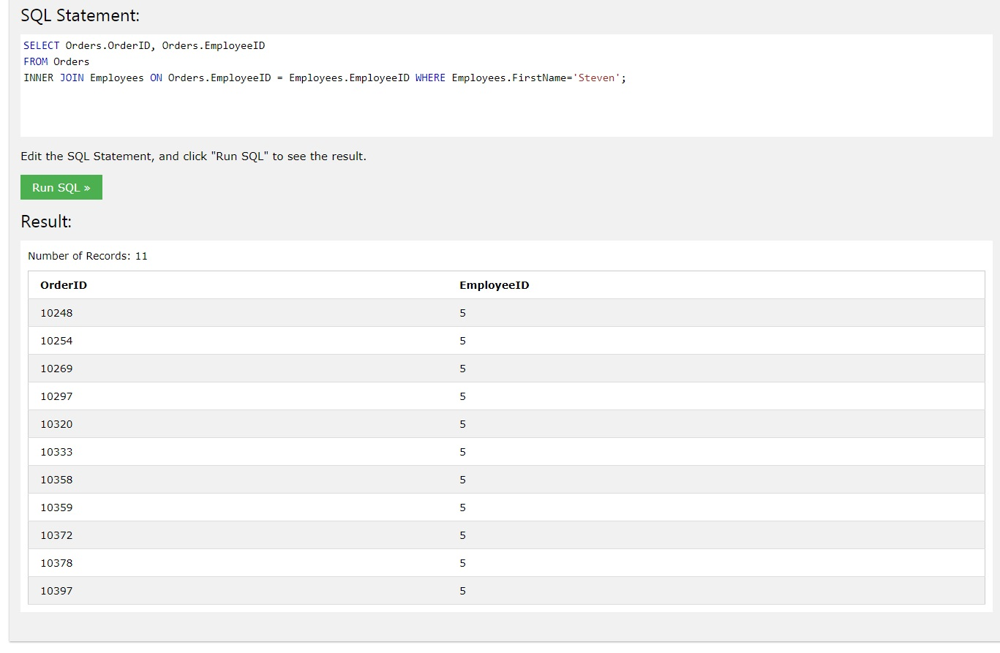 SQL Statement:
SELECT Orders.OrderID, Orders.EmployeeID
FROM Orders
INNER JOIN Employees ON Orders.EmployeeID = Employees.EmployeeID WHERE Employees.FirstName='Steven';
Edit the SQL Statement, and click "Run SQL" to see the result.
Run SQL »
Result:
Number of Records: 11
OrderID EmployeeID
10248 5
10254 5
10269 5
10297 5
10320 5
10333 5
10358 5
10359 5
10372 5
10378 5
10397 5